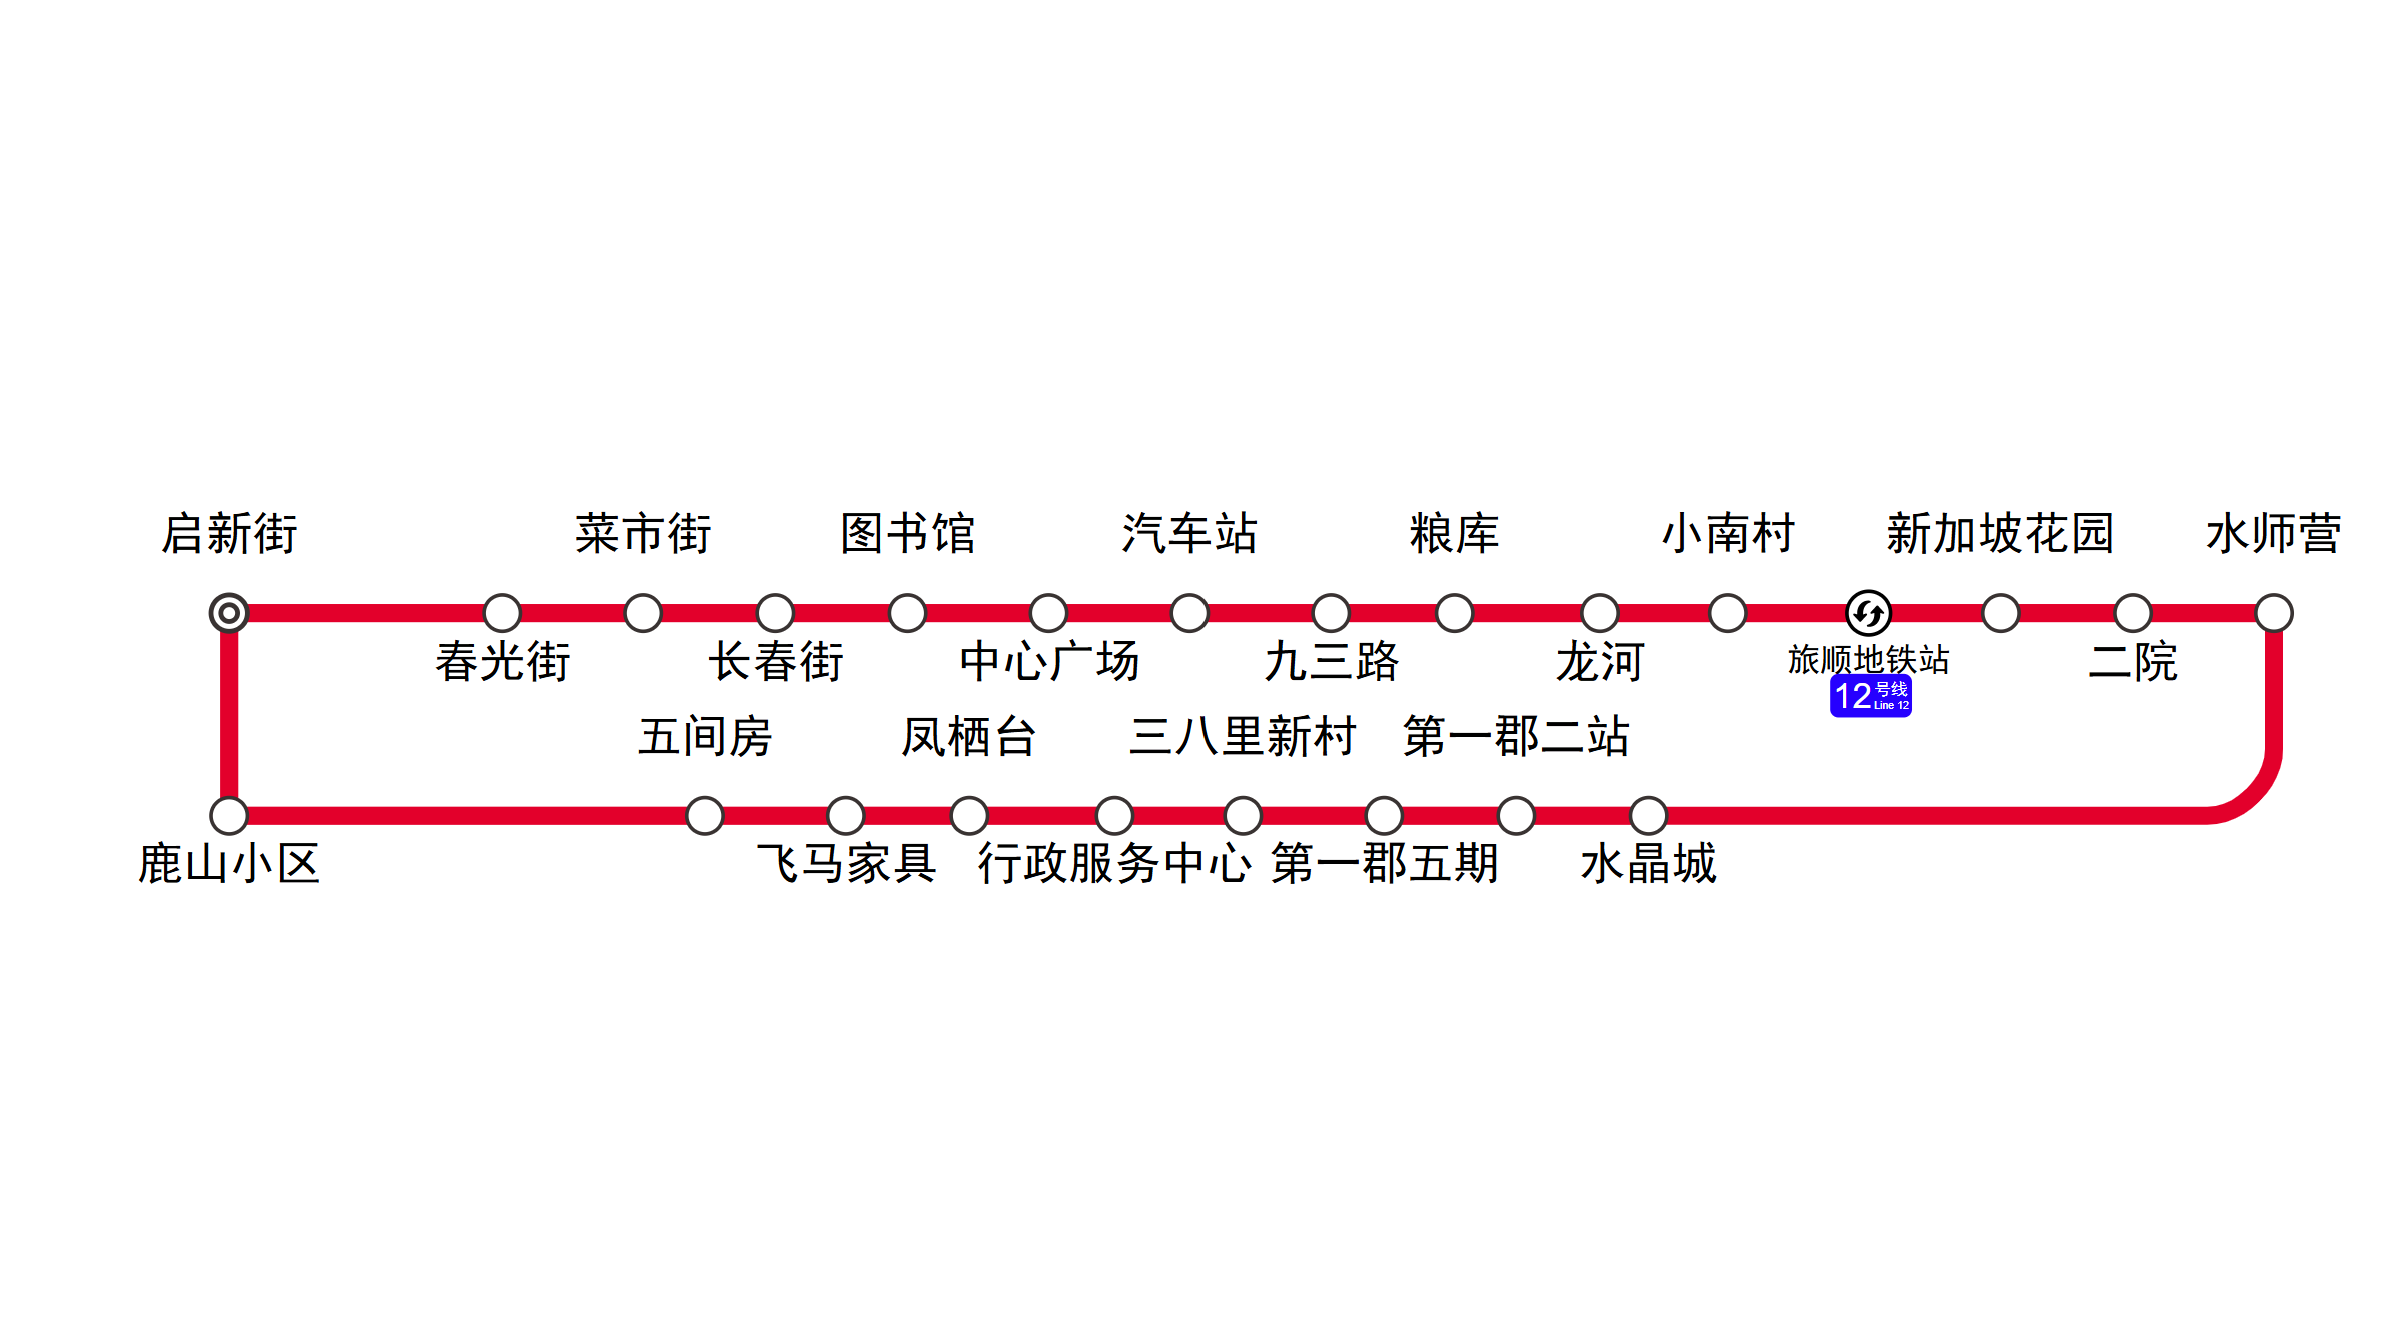 启新街
菜市街
图书馆
汽车站
粮库
小南村
新加坡花园
水师营
春光街
长春街
中心广场
九三路
龙河
旅顺地铁站
12号线
Line 12
二院
五间房
凤栖台
三八里新村
第一郡二站
鹿山小区
飞马家具
行政服务中心
第一郡五期
水晶城